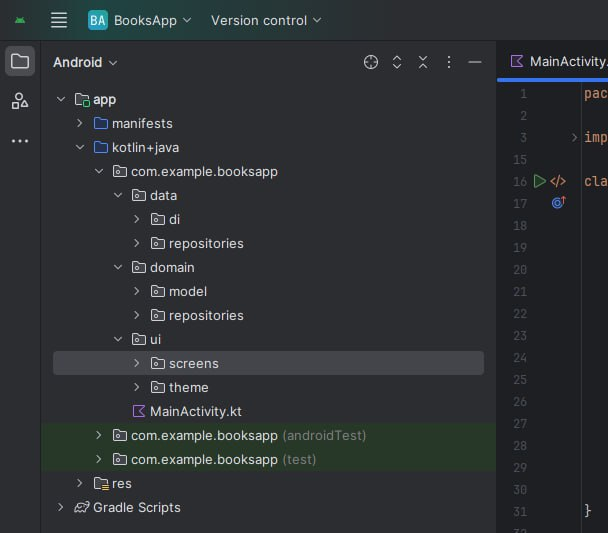 BA BooksApp Version control
Android
MainActivity.
app
manifests
kotlin+java
com.example.booksapp
data
di
repositories
domain
model
repositories
ui
screens
theme
MainActivity.kt
com.example.booksapp (androidTest)
com.example.booksapp (test)
res
Gradle Scripts
1 pac
2
3 imp
15
16 cla
17
18
19
20
21
22
23
24
25
26
27
28
29
30
31 }
32